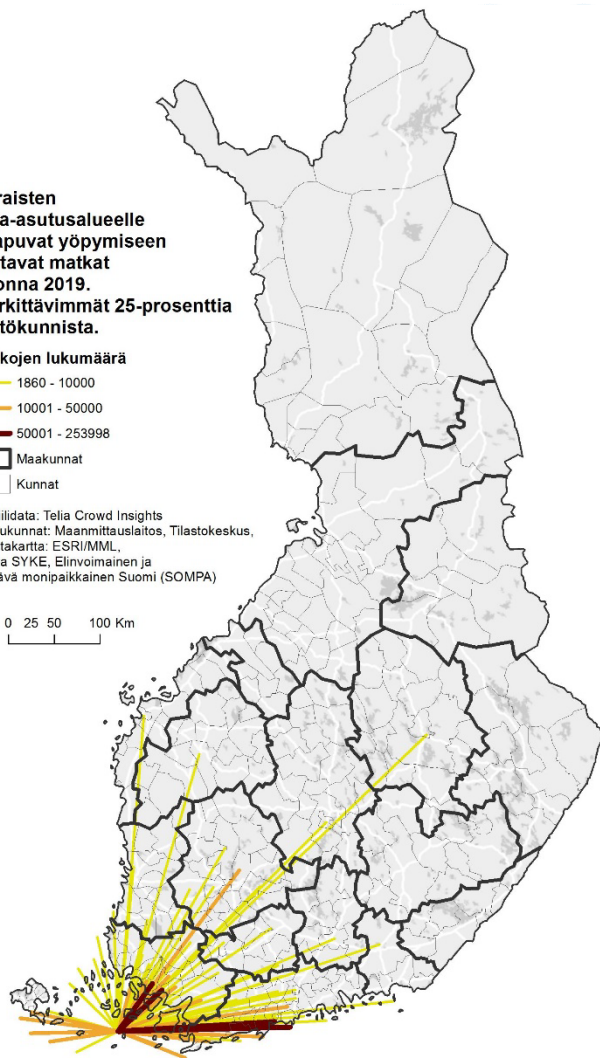 raisten
a-asutusalueelle
apuvat yöpymiseen
tavat matkat
onna 2019.
rkittävimmät 25-prosenttia
tökunnista.
kojen lukumäärä
1860 - 10000
10001 - 50000
50001 - 253998
Maakunnat
Kunnat
iilidata: Telia Crowd Insights
ukunnat: Maanmittauslaitos, Tilastokeskus,
takartta: ESRI/MML,
a SYKE, Elinvoimainen ja
ävä monipaikkainen Suomi (SOMPA)
0 25 50 100 Km